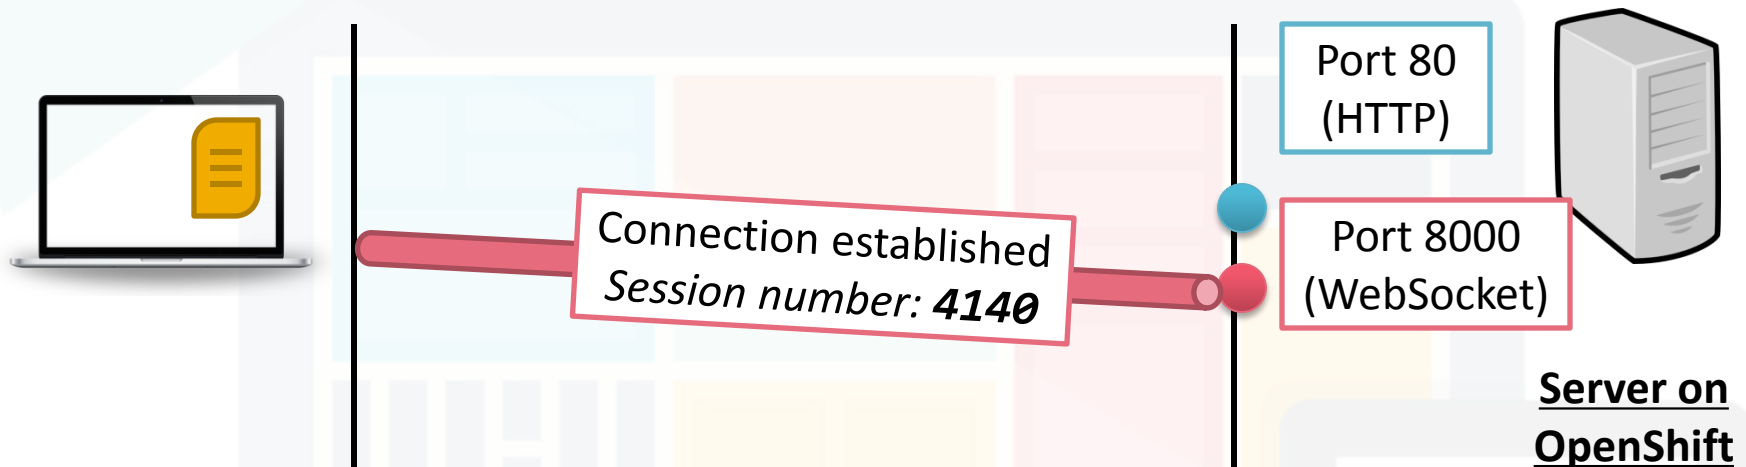 Port 80
(HTTP)
Connection established
Session number: 4140
Port 8000
(WebSocket)
Server on
OpenShift